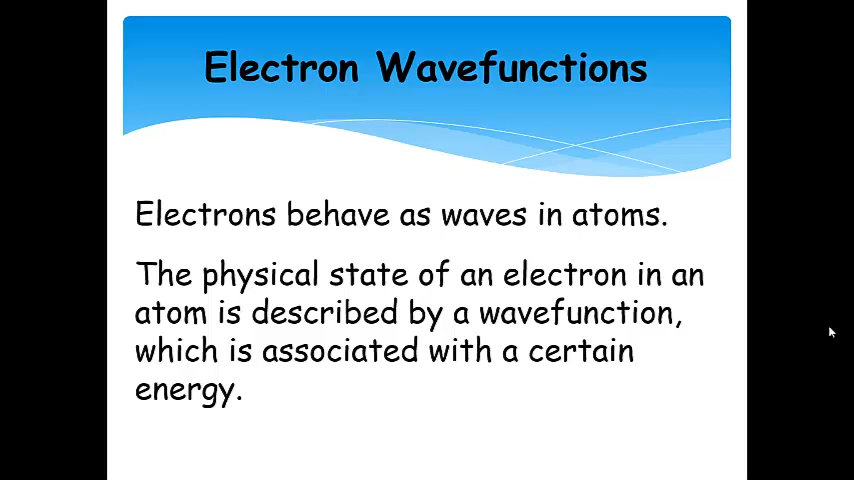 Electron Wavefunctions
Electrons behave as waves in atoms.
The physical state of an electron in an
atom is described by a wavefunction,
which is associated with a certain
energy.